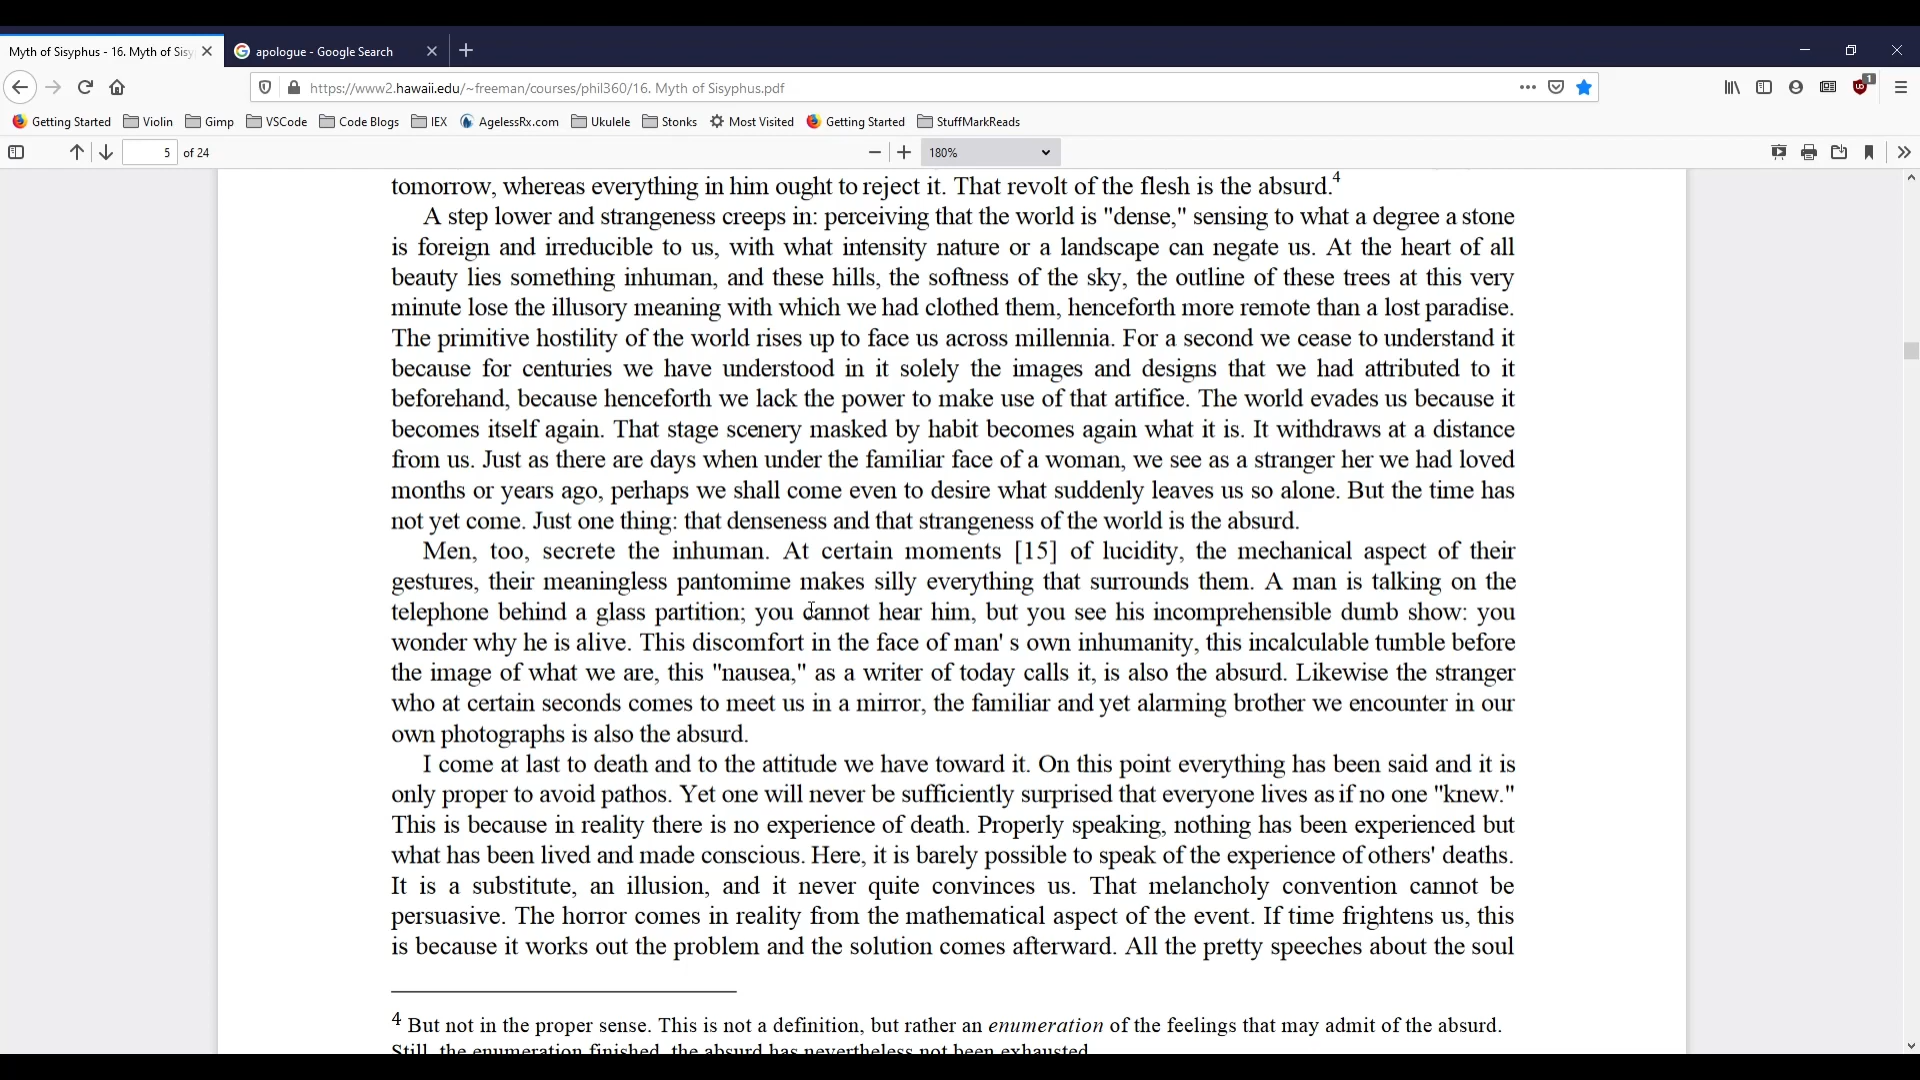 Myth of Sisyphus - 16. Myth of Sisy
apologue - Google Search
https://www2.hawaii.edu/~freeman/courses/phil360/16. Myth of Sisyphus.pdf
1
Getting Started Violin Gimp VSCode Code Blogs IEX AgelessRx.com Ukulele Stonks Most Visited Getting Started StuffMarkReads
5 of 24
180%
tomorrow, whereas everything in him ought to reject it. That revolt of the flesh is the absurd.4
A step lower and strangeness creeps in: perceiving that the world is "dense," sensing to what a degree a stone
is foreign and irreducible to us, with what intensity nature or a landscape can negate us. At the heart of all
beauty lies something inhuman, and these hills, the softness of the sky, the outline of these trees at this very
minute lose the illusory meaning with which we had clothed them, henceforth more remote than a lost paradise.
The primitive hostility of the world rises up to face us across millennia. For a second we cease to understand it
because for centuries we have understood in it solely the images and designs that we had attributed to it
beforehand, because henceforth we lack the power to make use of that artifice. The world evades us because it
becomes itself again. That stage scenery masked by habit becomes again what it is. It withdraws at a distance
from us. Just as there are days when under the familiar face of a woman, we see as a stranger her we had loved
months or years ago, perhaps we shall come even to desire what suddenly leaves us so alone. But the time has
not yet come. Just one thing: that denseness and that strangeness of the world is the absurd.
Men, too, secrete the inhuman. At certain moments [15] of lucidity, the mechanical aspect of their
gestures, their meaningless pantomime makes silly everything that surrounds them. A man is talking on the
telephone behind a glass partition; you cannot hear him, but you see his incomprehensible dumb show: you
wonder why he is alive. This discomfort in the face of man' s own inhumanity, this incalculable tumble before
the image of what we are, this "nausea," as a writer of today calls it, is also the absurd. Likewise the stranger
who at certain seconds comes to meet us in a mirror, the familiar and yet alarming brother we encounter in our
own photographs is also the absurd.
I come at last to death and to the attitude we have toward it. On this point everything has been said and it is
only proper to avoid pathos. Yet one will never be sufficiently surprised that everyone lives as if no one "knew."
This is because in reality there is no experience of death. Properly speaking, nothing has been experienced but
what has been lived and made conscious. Here, it is barely possible to speak of the experience of others' deaths.
It is a substitute, an illusion, and it never quite convinces us. That melancholy convention cannot be
persuasive. The horror comes in reality from the mathematical aspect of the event. If time frightens us, this
is because it works out the problem and the solution comes afterward. All the pretty speeches about the soul
4 But not in the proper sense. This is not a definition, but rather an enumeration of the feelings that may admit of the absurd.
Still, the enumeration finished, the absurd has nevertheless not been exhausted.